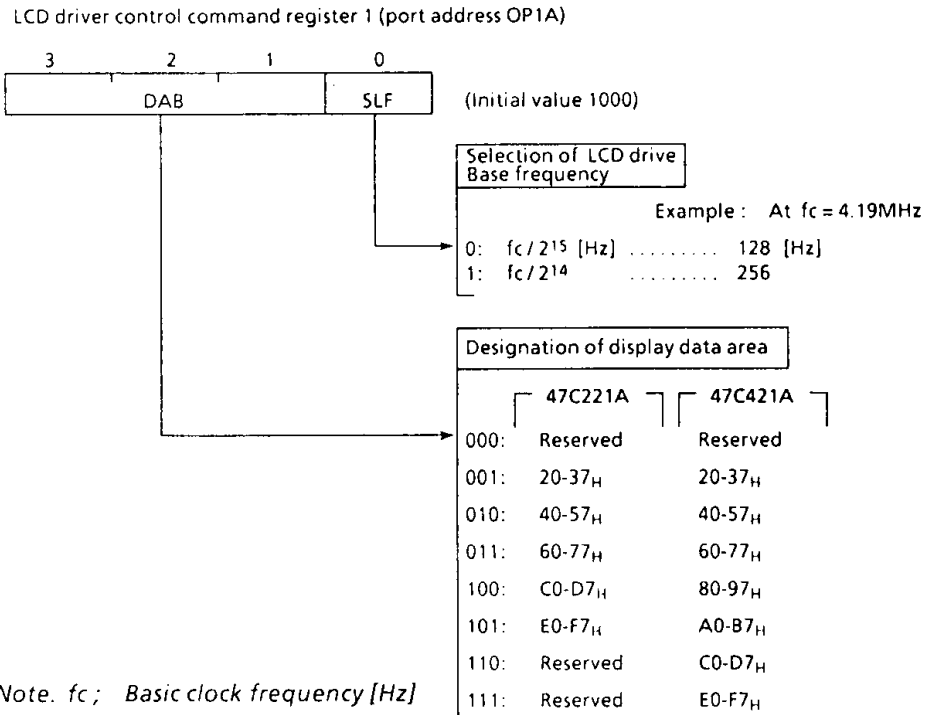 LCD driver control command register 1 (port address OP1A)
3 2 1 0
DAB SLF (Initial value 1000)
Selection of LCD drive
Base frequency
Example : At fc = 4.19MHz
0: fc / 2¹⁵ [Hz] ......... 128 [Hz]
1: fc / 2¹⁴ ......... 256
Designation of display data area
47C221A 47C421A
000: Reserved Reserved
001: 20-37H 20-37H
010: 40-57H 40-57H
011: 60-77H 60-77H
100: C0-D7H 80-97H
101: E0-F7H A0-B7H
110: Reserved C0-D7H
111: Reserved E0-F7H
Note. fc ; Basic clock frequency [Hz]